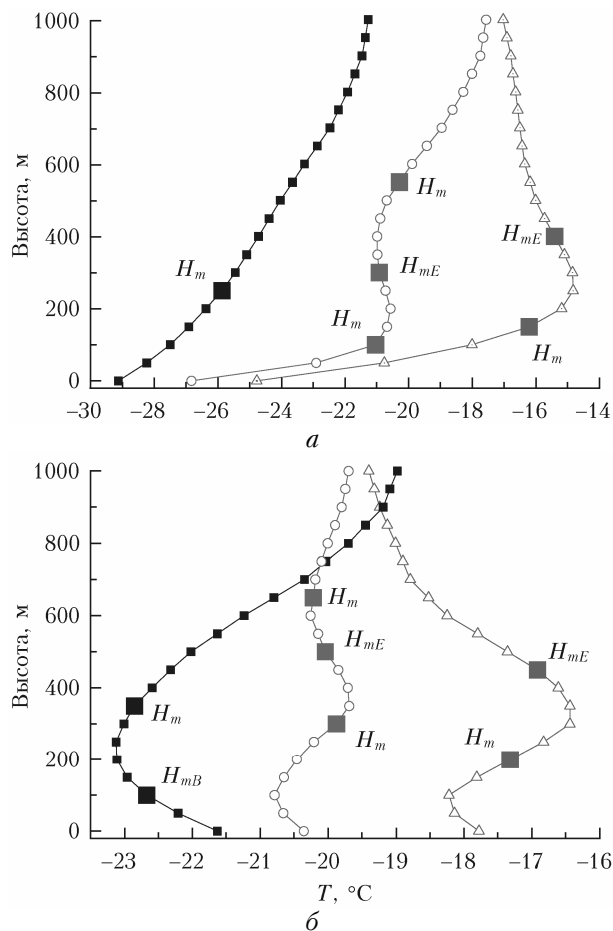 1000
800
600
400
200
0
Высота, м
H_m
H_m
H_mE
H_mE
H_m
H_m
–30 –28 –26 –24 –22 –20 –18 –16 –14
а
1000
800
600
400
200
0
Высота, м
H_m
H_mE
H_mE
H_m
H_m
H_m
H_mB
–23 –22 –21 –20 –19 –18 –17 –16
T, °C
б